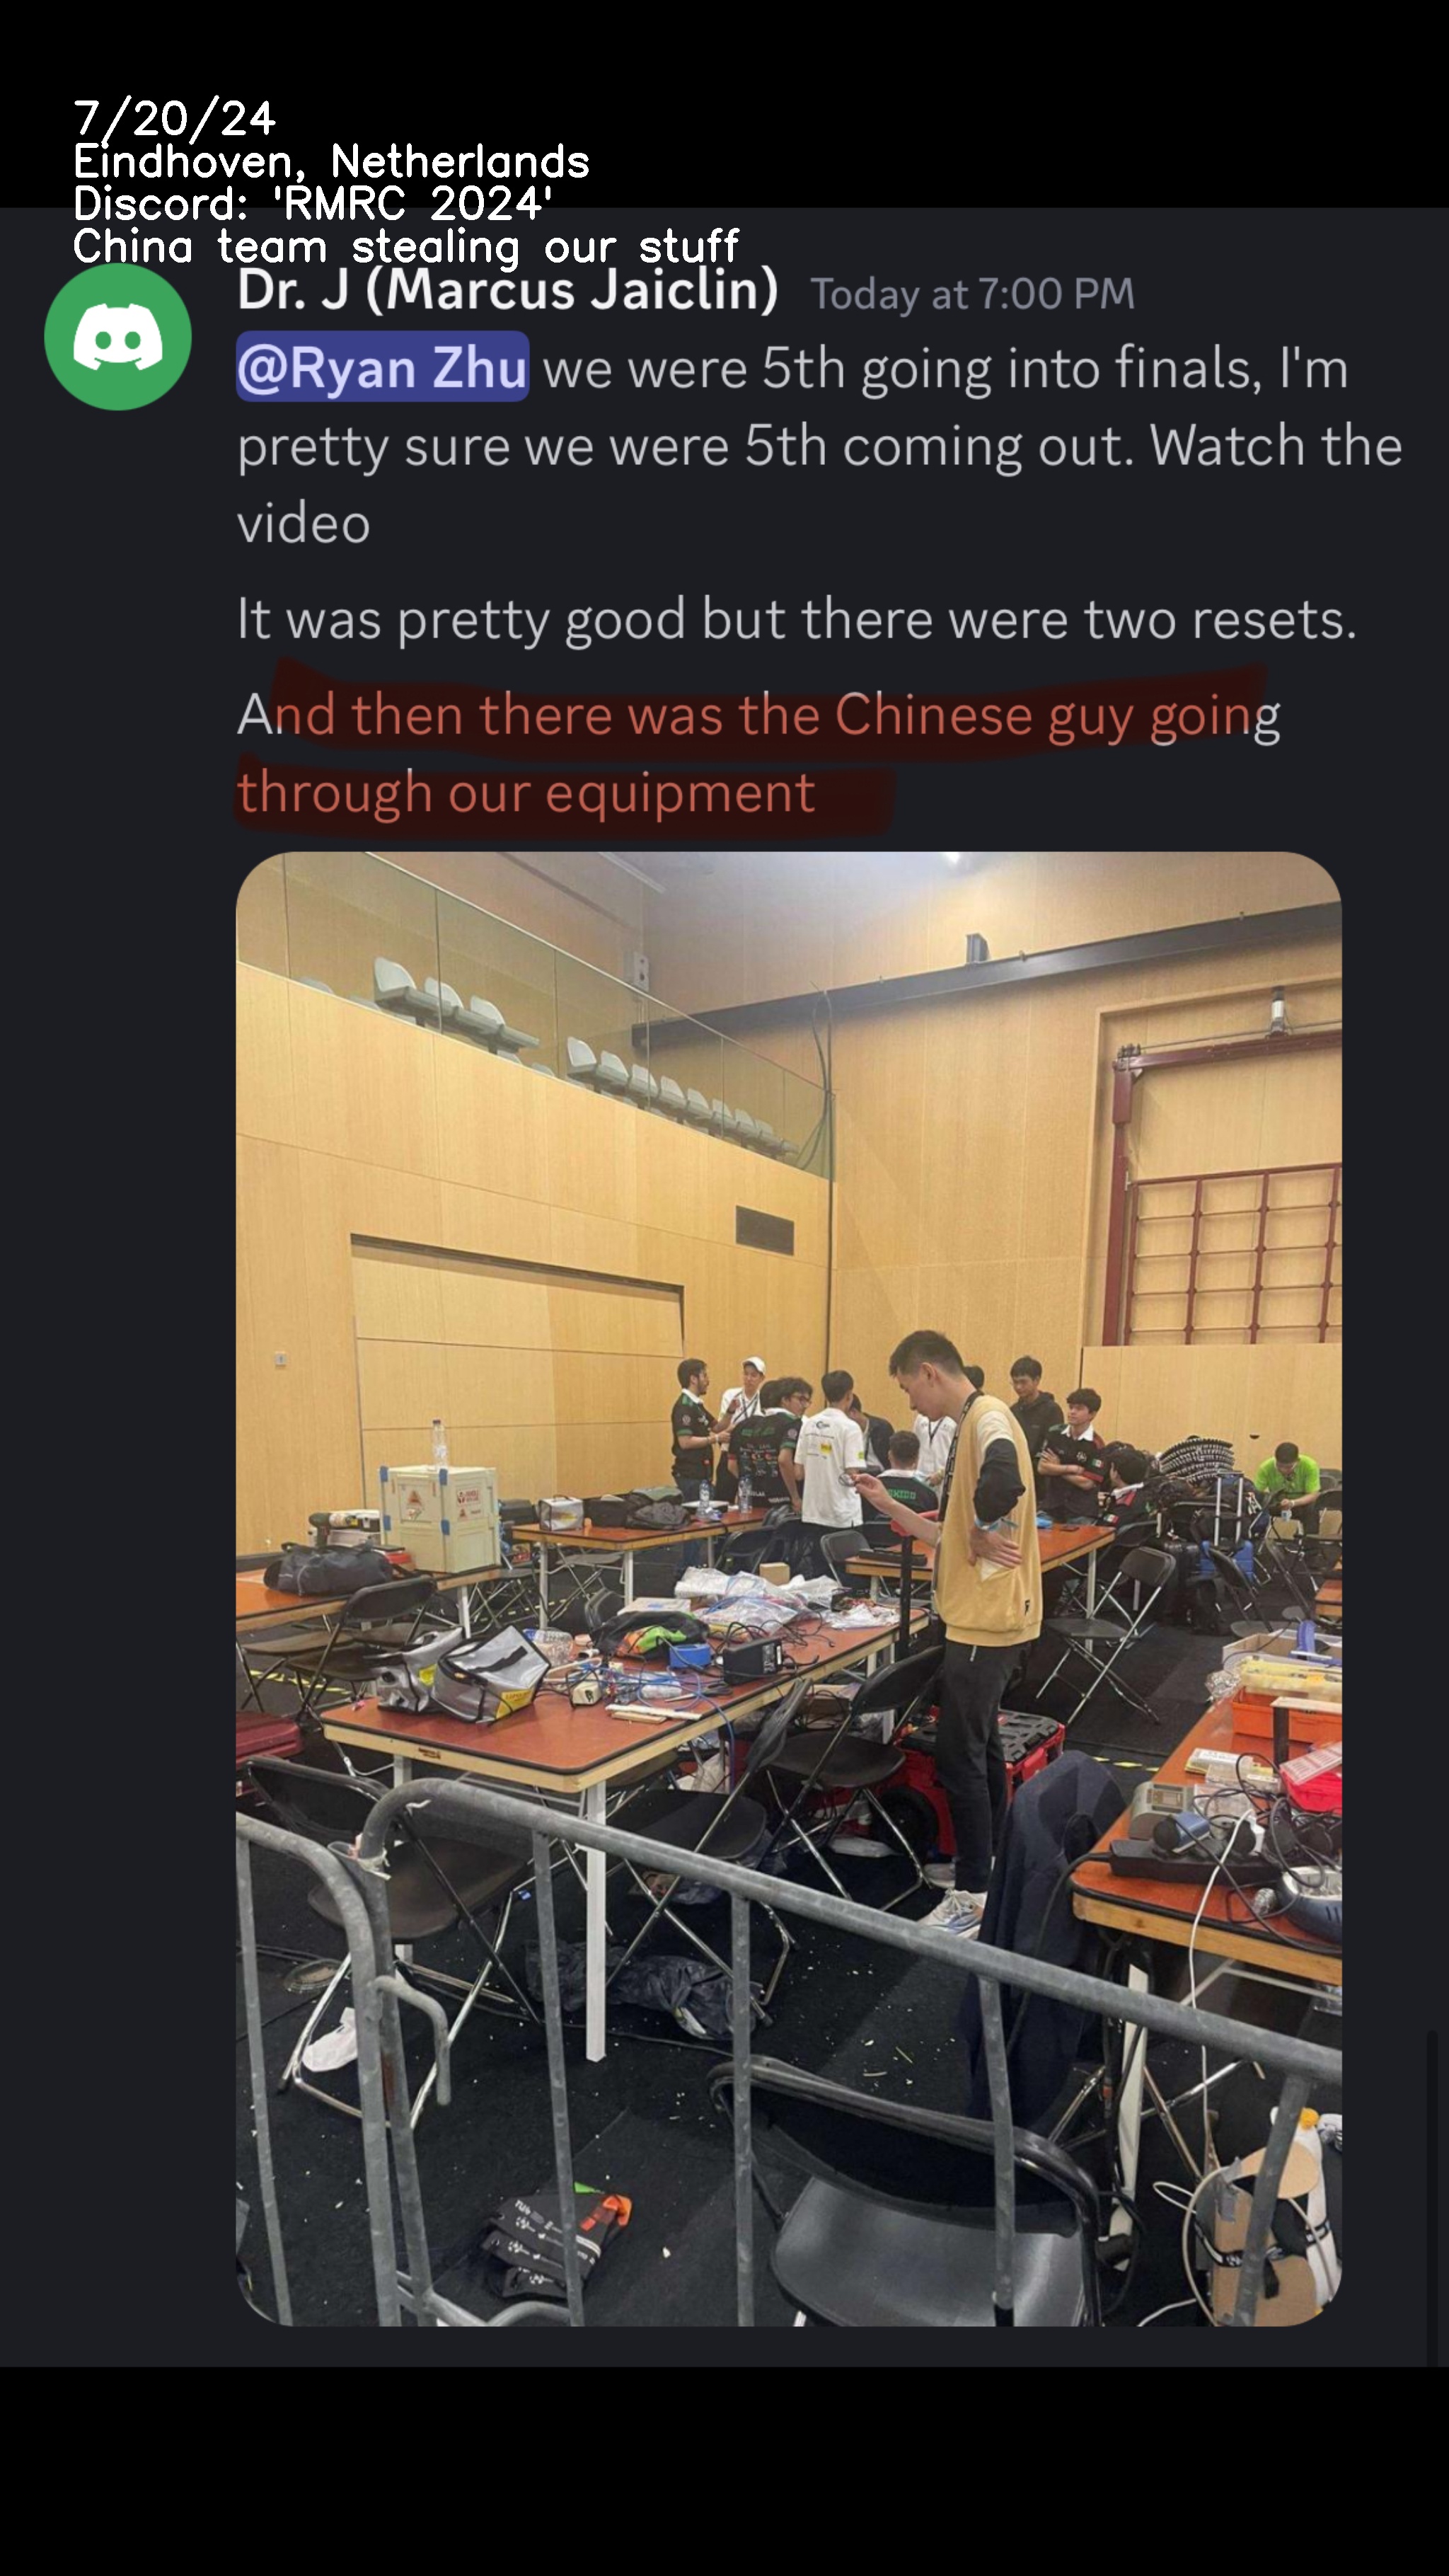 7/20/24
Eindhoven, Netherlands
Discord: 'RMRC 2024'
China team stealing our stuff
Dr. J (Marcus Jaiclin) Today at 7:00 PM
@Ryan Zhu we were 5th going into finals, I'm
pretty sure we were 5th coming out. Watch the
video
It was pretty good but there were two resets.
And then there was the Chinese guy going
through our equipment